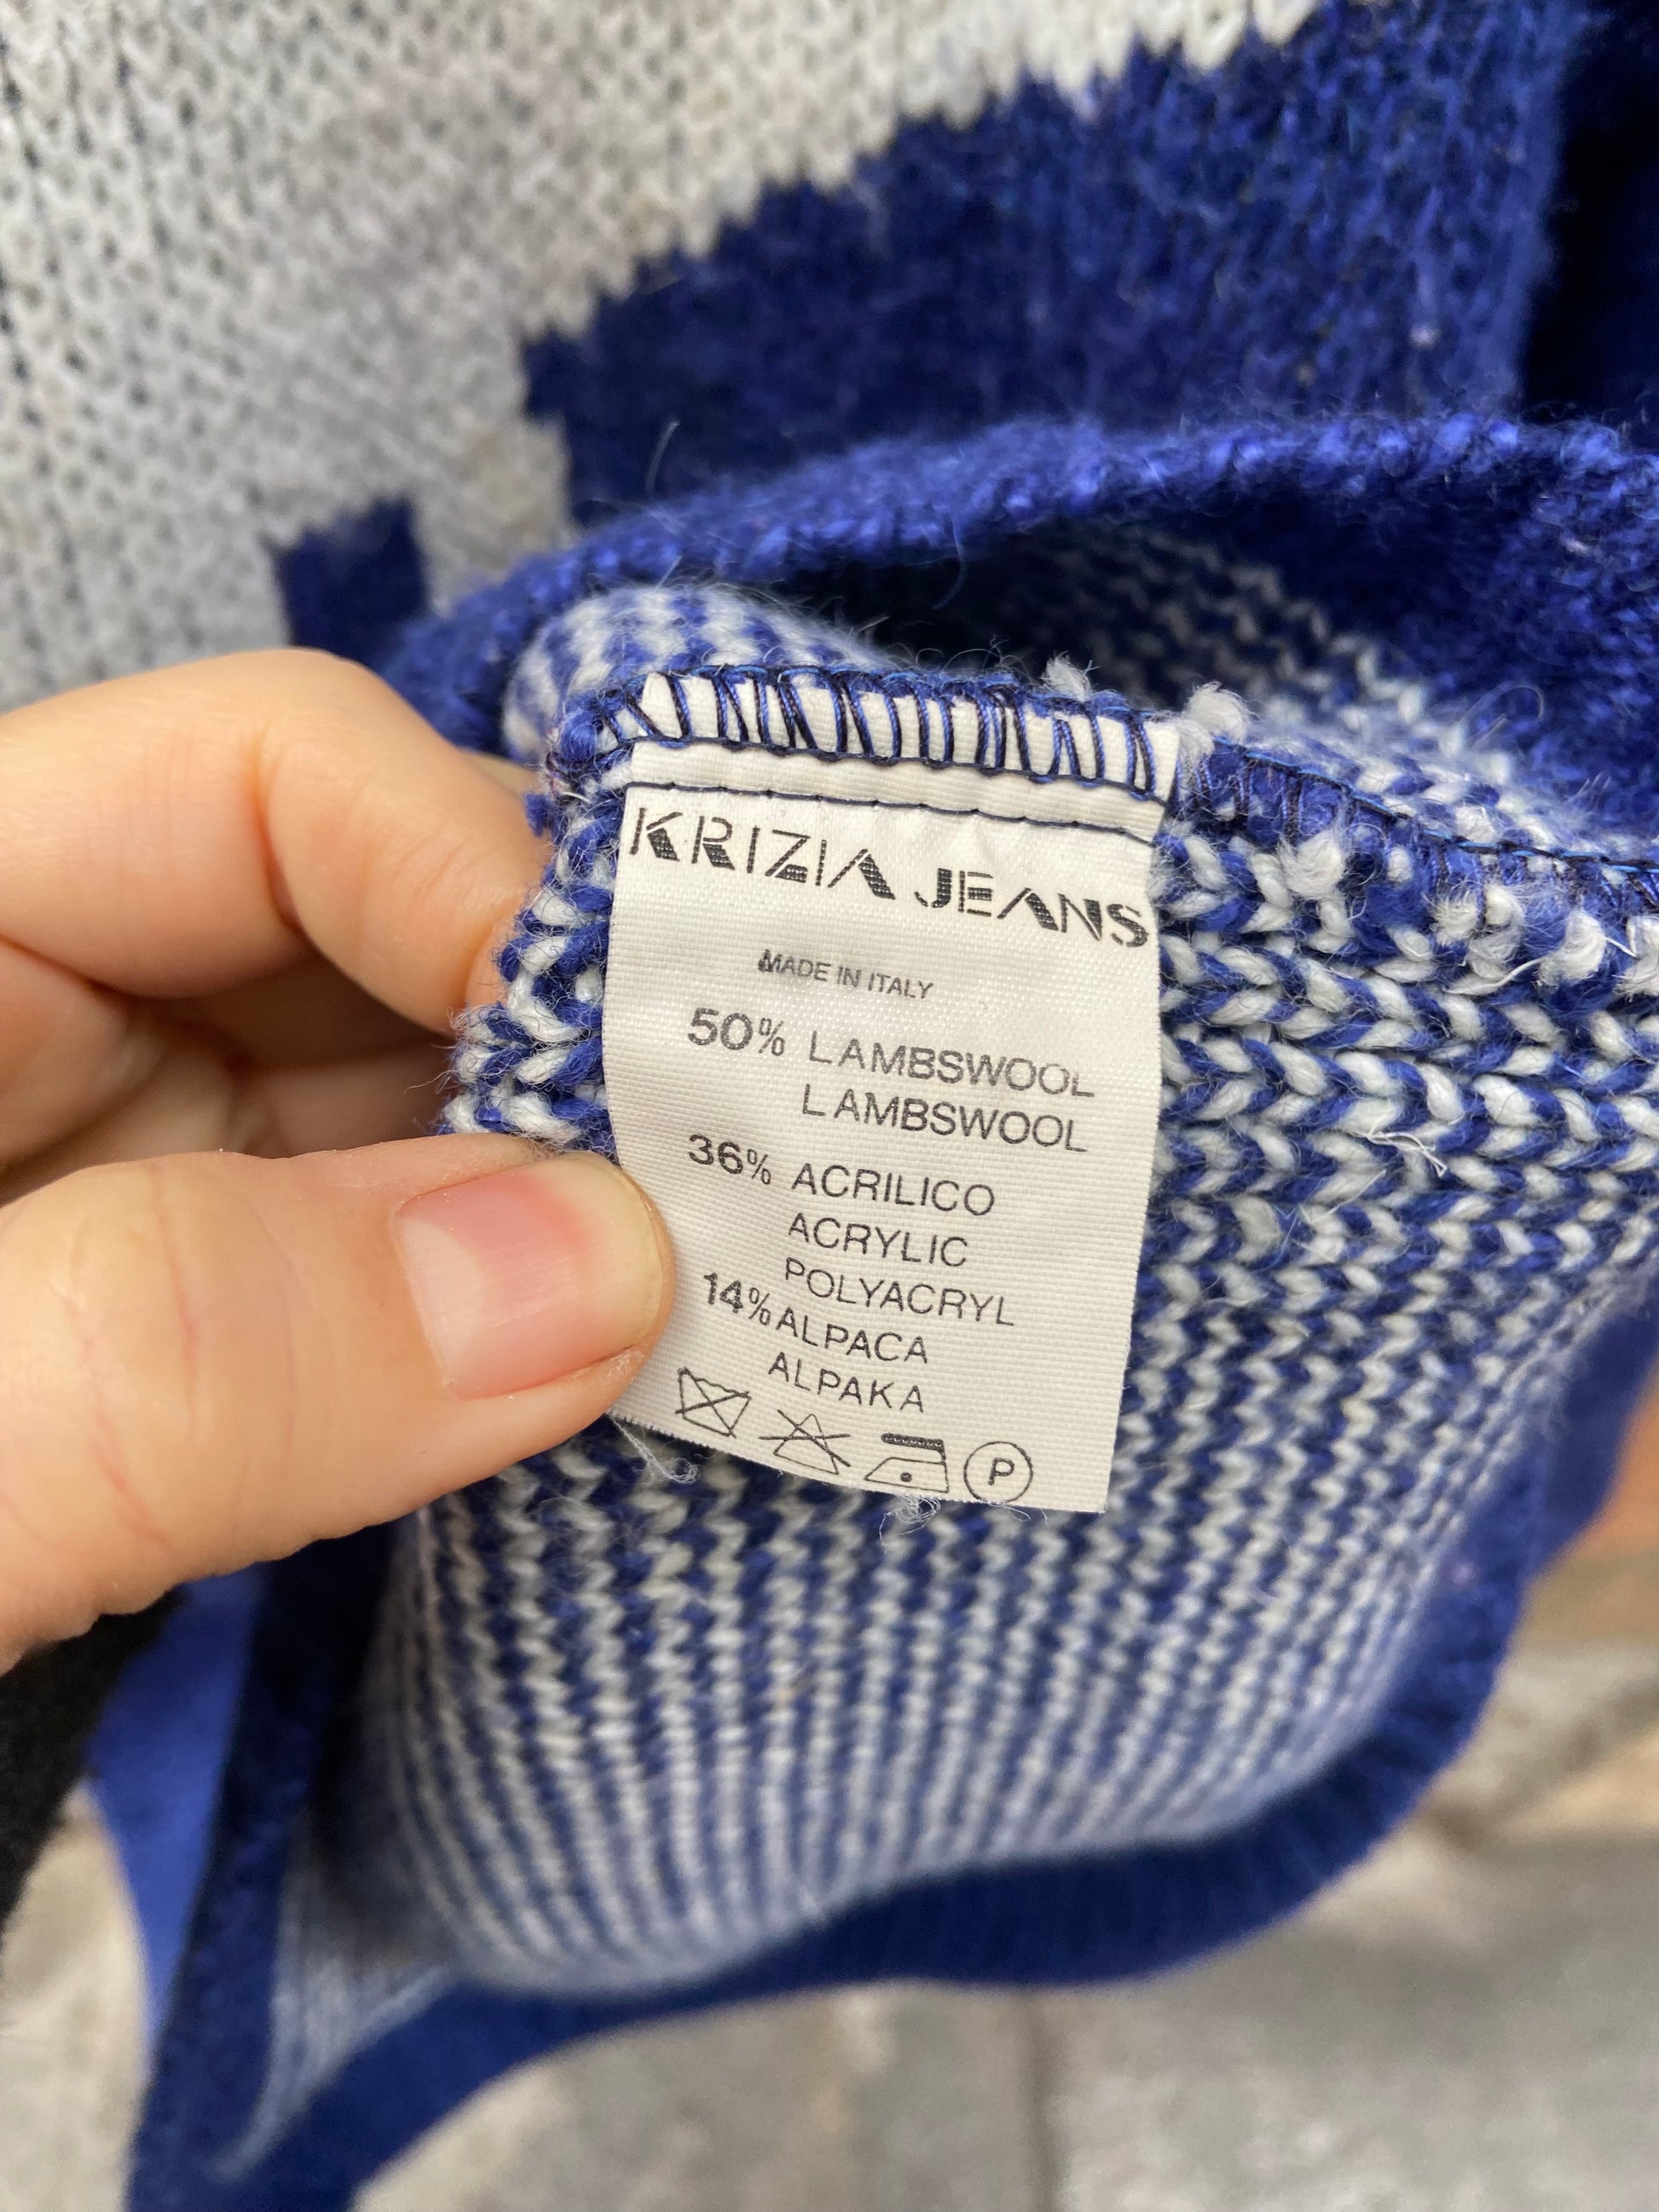 KRIZIA JEANS
MADE IN ITALY
50% LAMBSWOOL
LAMBSWOOL
36% ACRILICO
ACRYLIC
POLYACRYL
14% ALPACA
ALPAKA
P